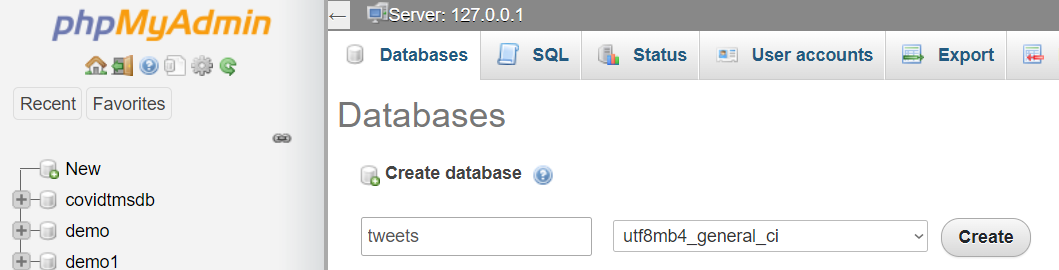 phpMyAdmin
Recent Favorites
New
covidtmsdb
demo
demo1
Server: 127.0.0.1
Databases SQL Status User accounts Export
Databases
Create database
tweets utf8mb4_general_ci Create